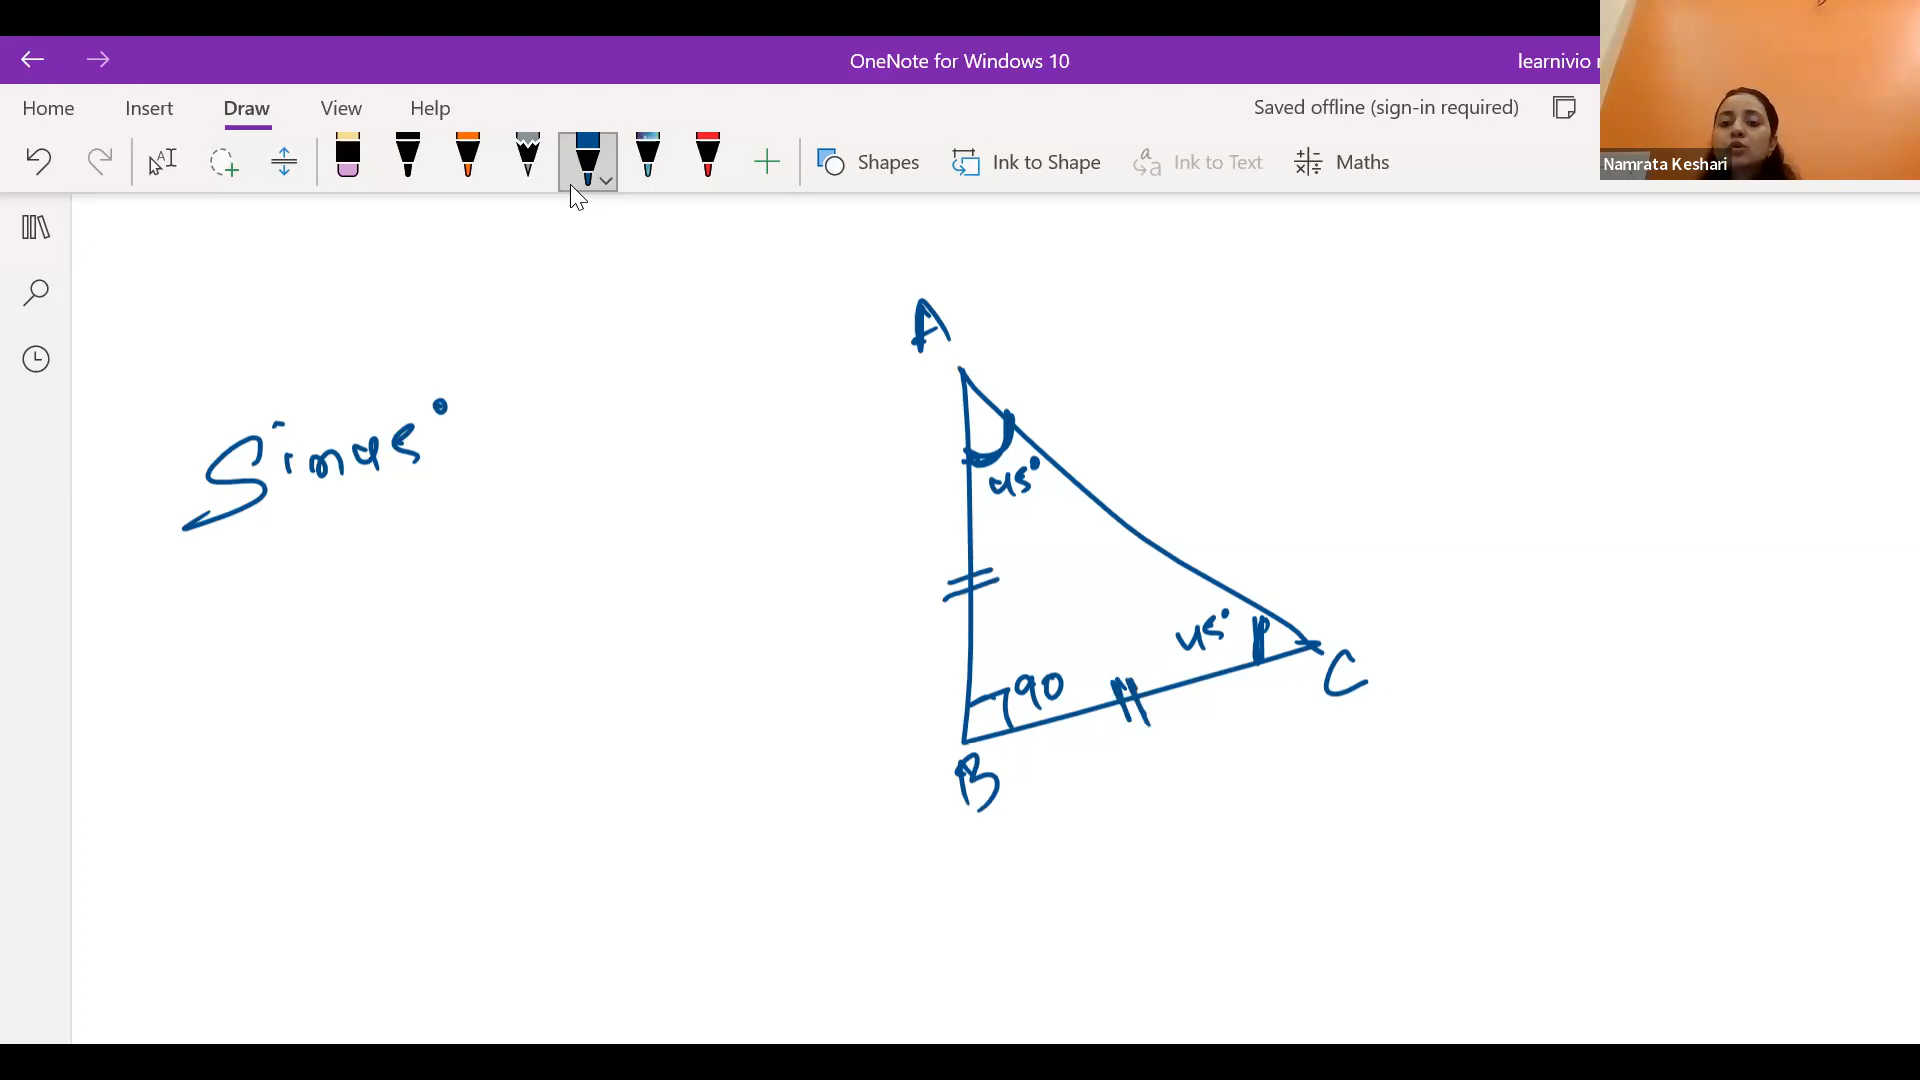 OneNote for Windows 10
learnivio
Home Insert Draw View Help
Saved offline (sign-in required)
Shapes Ink to Shape Ink to Text Maths
Namrata Keshari
A
Sin45°
45°
45°
90
C
B